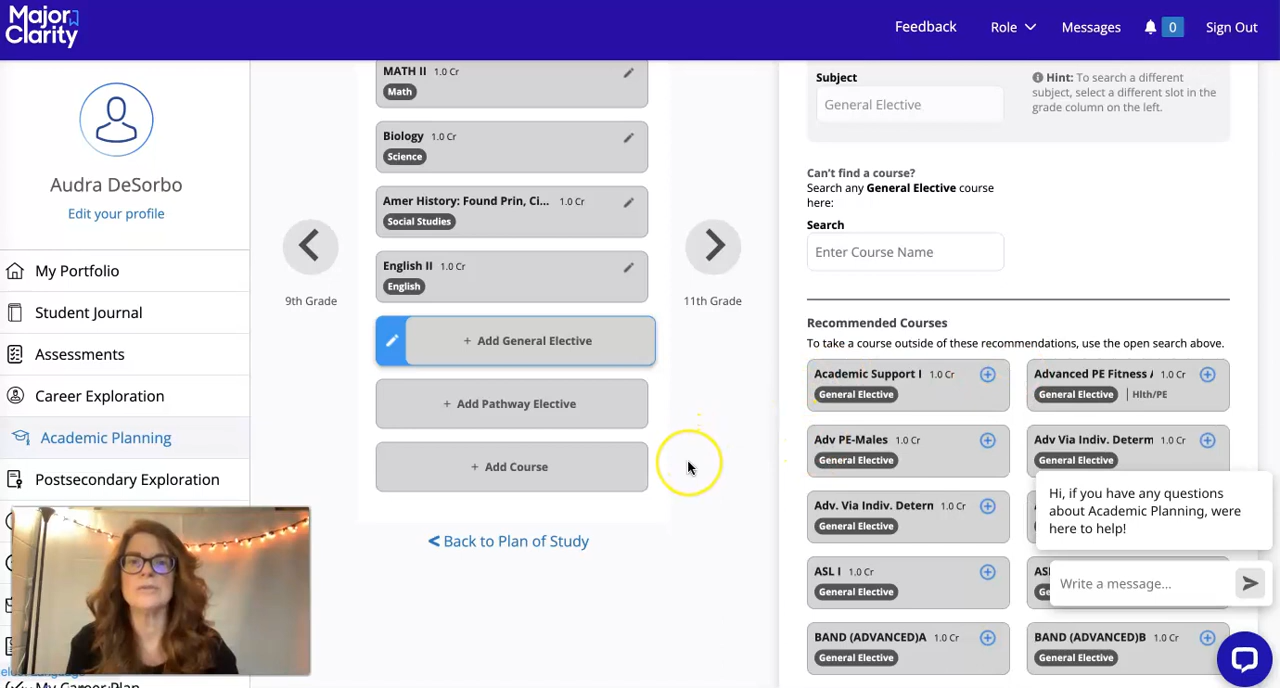 Major
Clarity
Feedback
Role
Messages
0
Sign Out
Audra DeSorbo
Edit your profile
My Portfolio
Student Journal
Assessments
Career Exploration
Academic Planning
Postsecondary Exploration
My Career Plan
MATH II 1.0 Cr
Math
Biology 1.0 Cr
Science
Amer History: Found Prin, Ci... 1.0 Cr
Social Studies
English II 1.0 Cr
English
+ Add General Elective
+ Add Pathway Elective
+ Add Course
9th Grade
11th Grade
< Back to Plan of Study
Subject
General Elective
Hint: To search a different
subject, select a different slot in the
grade column on the left.
Can't find a course?
Search any General Elective course
here:
Search
Enter Course Name
Recommended Courses
To take a course outside of these recommendations, use the open search above.
Academic Support I 1.0 Cr
General Elective
Advanced PE Fitness 1.0 Cr
General Elective | Hlth/PE
Adv PE-Males 1.0 Cr
General Elective
Adv Via Indiv. Determ 1.0 Cr
General Elective
Adv. Via Indiv. Determ 1.0 Cr
General Elective
ASL I 1.0 Cr
General Elective
BAND (ADVANCED)A 1.0 Cr
General Elective
BAND (ADVANCED)B 1.0 Cr
General Elective
Hi, if you have any questions
about Academic Planning, were
here to help!
Write a message...